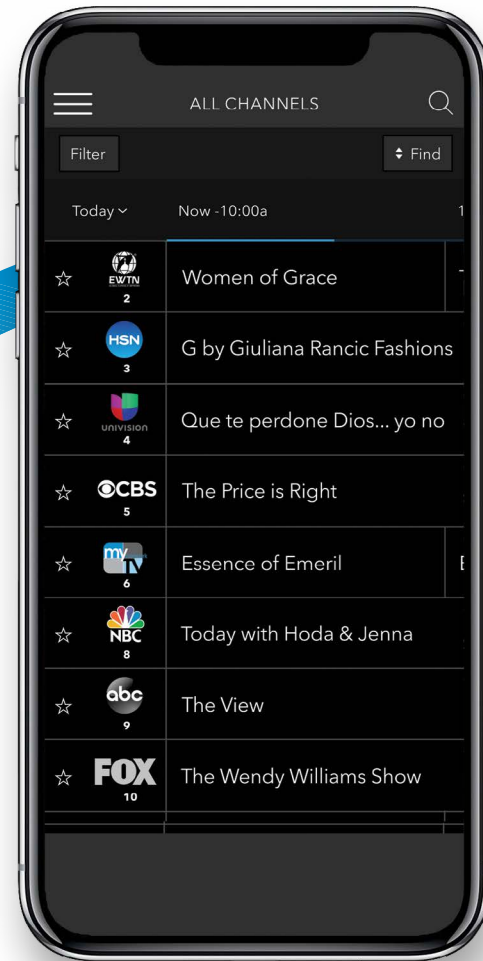 ALL CHANNELS
Filter
Find
Today
Now -10:00a
1
EWTN
2
Women of Grace
HSN
3
G by Giuliana Rancic Fashions
UNIVISION
4
Que te perdone Dios... yo no
CBS
5
The Price is Right
my TV
6
Essence of Emeril
NBC
8
Today with Hoda & Jenna
abc
9
The View
FOX
10
The Wendy Williams Show